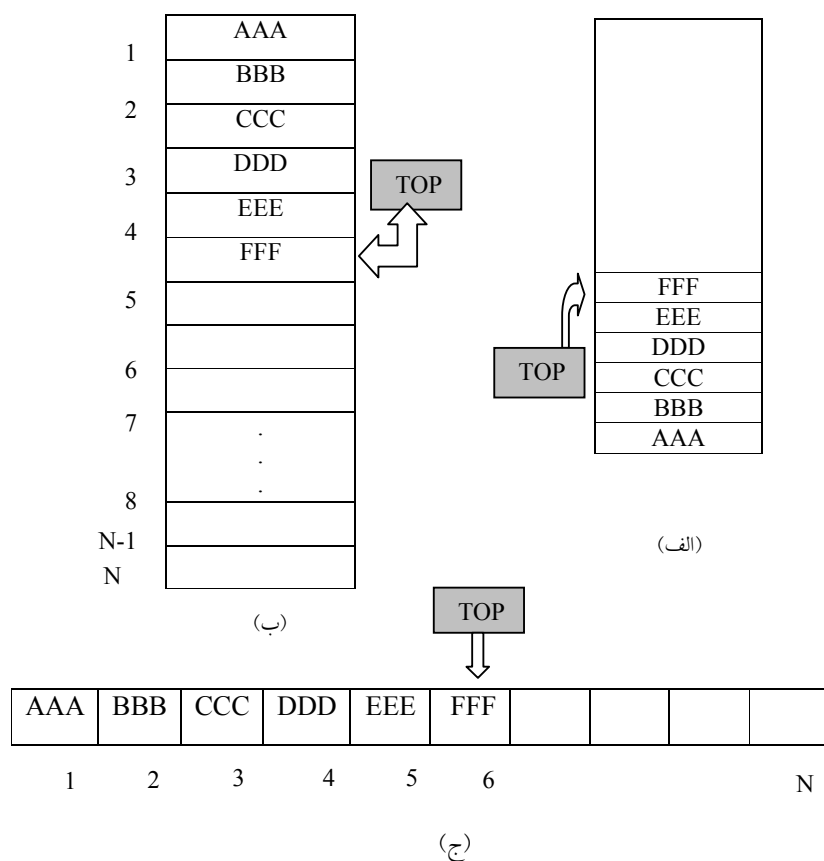 AAA
1
BBB
2
CCC
3
DDD
TOP
EEE
4
FFF
5
6
7
.
.
.
8
N-1
N
(ب)
FFF
EEE
DDD
TOP
CCC
BBB
AAA
(الف)
TOP
AAA BBB CCC DDD EEE FFF
1 2 3 4 5 6 N
(ج)